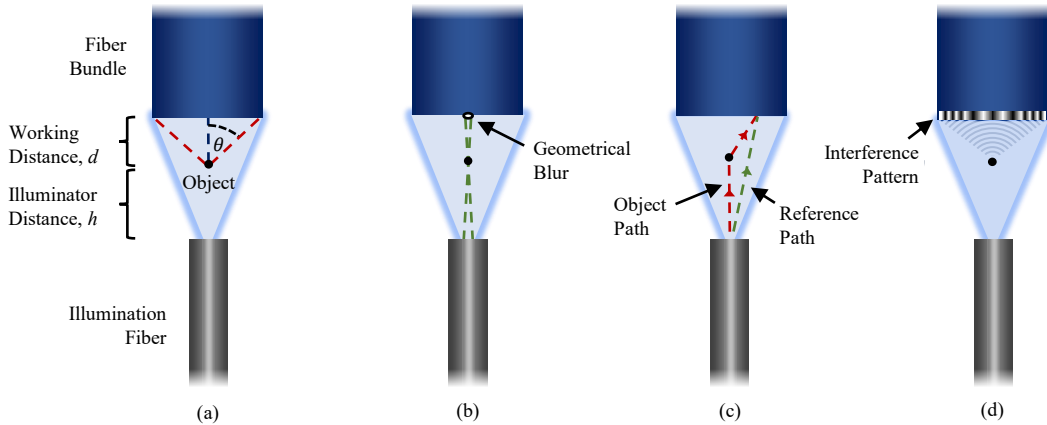 Fiber
Bundle
Working
Distance, d
Illuminator
Distance, h
Illumination
Fiber
θ
Object
(a)
Geometrical
Blur
(b)
Object
Path
Reference
Path
(c)
Interference
Pattern
(d)